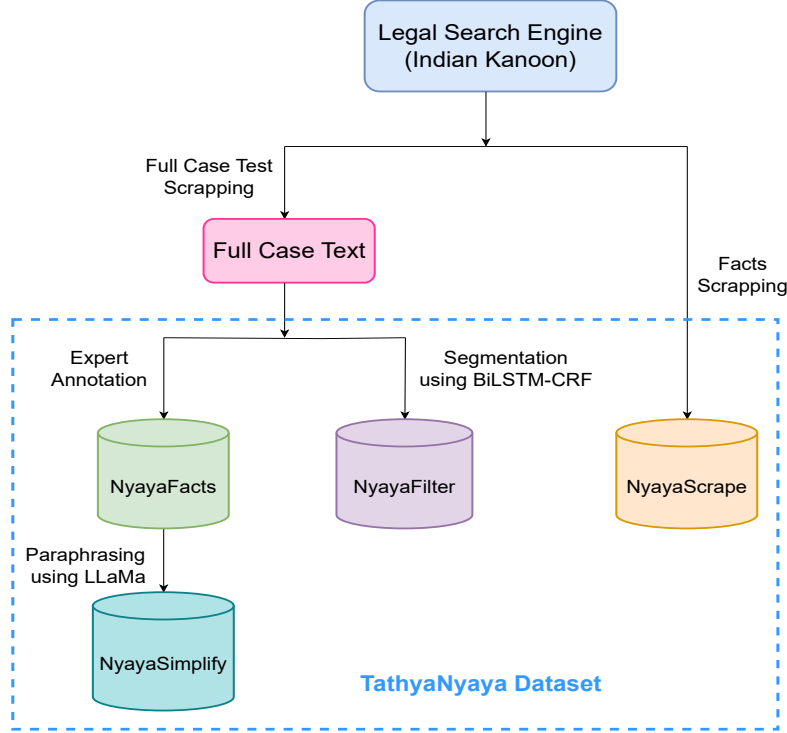 Legal Search Engine
(Indian Kanoon)
Full Case Test
Scrapping
Full Case Text
Facts
Scrapping
Expert
Annotation
Segmentation
using BiLSTM-CRF
NyayaFacts
NyayaFilter
NyayaScrape
Paraphrasing
using LLaMa
NyayaSimplify
TathyaNyaya Dataset